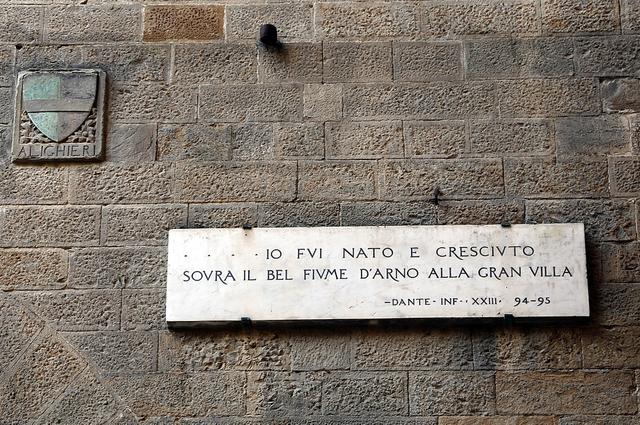 ALIGHIERI
. . . . IO FVI NATO E CRESCIVTO
SOVRA IL BEL FIVME D'ARNO ALLA GRAN VILLA
–DANTE · INF · · XXIII · 94–95